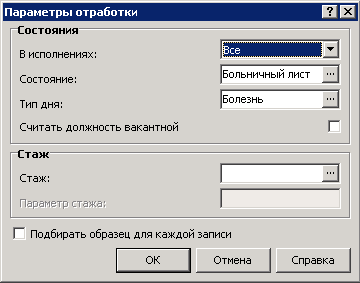 Параметры отработки
Состояния
В исполнениях: Все
Состояние: Больничный лист ...
Тип дня: Болезнь ...
Считать должность вакантной
Стаж
Стаж: ...
Параметр стажа:
Подбирать образец для каждой записи
ОК Отмена Справка